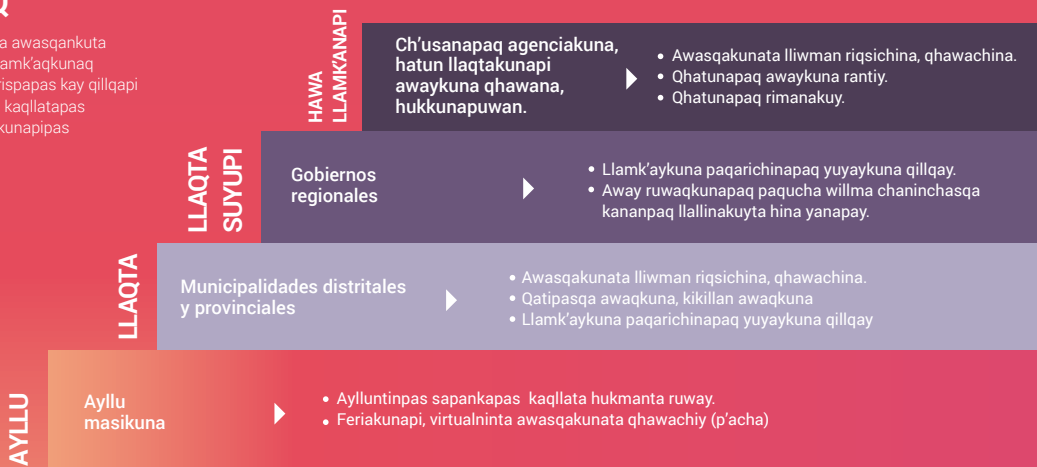 Q
a awasqankuta
amk'aqkunaq
rispapas kay qillqapi
kaqllatapas
kunapipas
HAWA
LLAMK'ANAPI
Ch'usanapaq agenciakuna,
hatun llaqtakunapi
awaykuna qhawana,
hukkunapuwan.
• Awasqakunata lliwman riqsichina, qhawachina.
• Qhatunapaq awaykuna rantiy.
• Qhatunapaq rimanakuy.
LLAQTA
SUYUPI
Gobiernos
regionales
• Llamk'aykuna paqarichinapaq yuyaykuna qillqay.
• Away ruwaqkunapaq paqucha willma chaninchasqa
kananpaq llallinakuyta hina yanapay.
LLAQTA
Municipalidades distritales
y provinciales
• Awasqakunata lliwman riqsichina, qhawachina.
• Qatipasqa awaqkuna, kikillan awaqkuna
• Llamk'aykuna paqarichinapaq yuyaykuna qillqay
AYLLU
Ayllu
masikuna
• Aylluntinpas sapankapas kaqllata hukmanta ruway.
• Feriakunapi, virtualninta awasqakunata qhawachiy (p'acha)